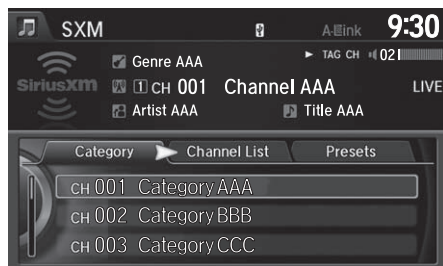 SXM A-Link 9:30
Genre AAA TAG CH 02
SiriusXM 1 CH 001 Channel AAA LIVE
Artist AAA Title AAA
Category Channel List Presets
CH 001 Category AAA
CH 002 Category BBB
CH 003 Category CCC